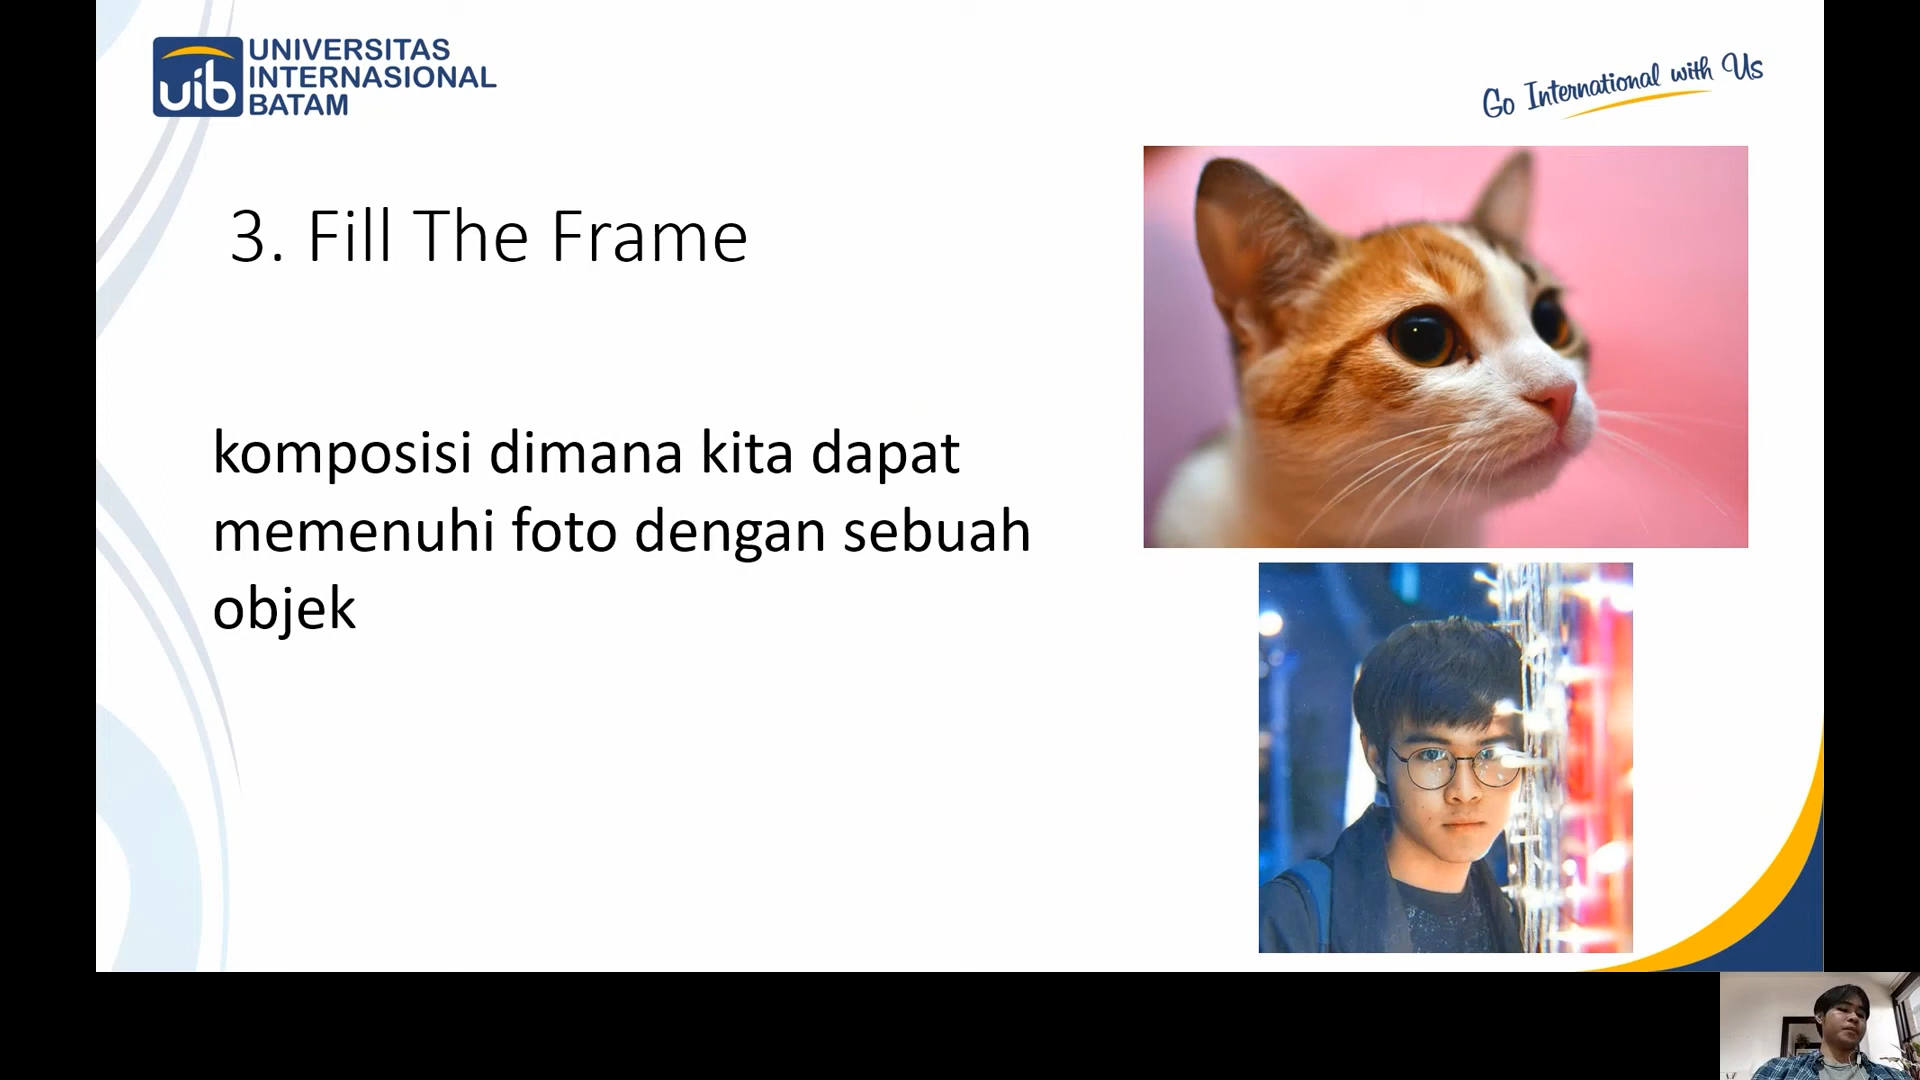 uib
UNIVERSITAS
INTERNASIONAL
BATAM
Go International with Us
3. Fill The Frame
komposisi dimana kita dapat
memenuhi foto dengan sebuah
objek